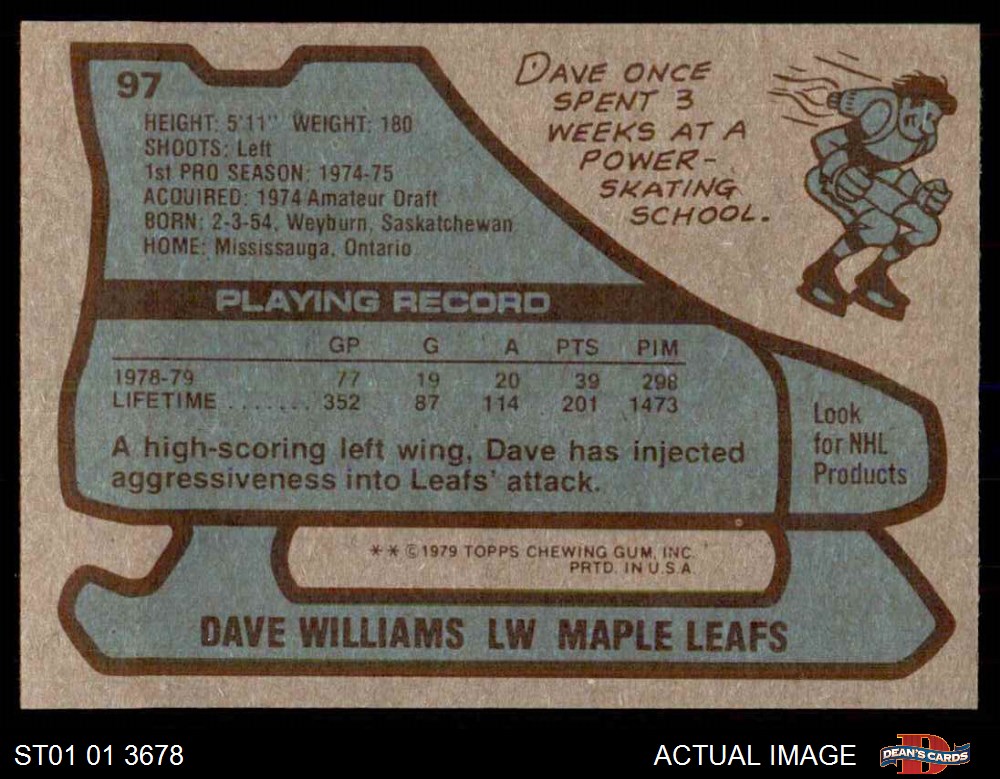 97
HEIGHT: 5'11" WEIGHT: 180
SHOOTS: Left
1st PRO SEASON: 1974-75
ACQUIRED: 1974 Amateur Draft
BORN: 2-3-54, Weyburn, Saskatchewan
HOME: Mississauga, Ontario
DAVE ONCE
SPENT 3
WEEKS AT A
POWER-
SKATING
SCHOOL.
PLAYING RECORD
GP G A PTS PIM
1978-79 77 19 20 39 298
LIFETIME ....... 352 87 114 201 1473
A high-scoring left wing, Dave has injected
aggressiveness into Leafs' attack.
Look
for NHL
Products
** © 1979 TOPPS CHEWING GUM, INC.
PRTD. IN U.S.A.
DAVE WILLIAMS LW MAPLE LEAFS
ST01 01 3678
ACTUAL IMAGE
DEAN'S CARDS